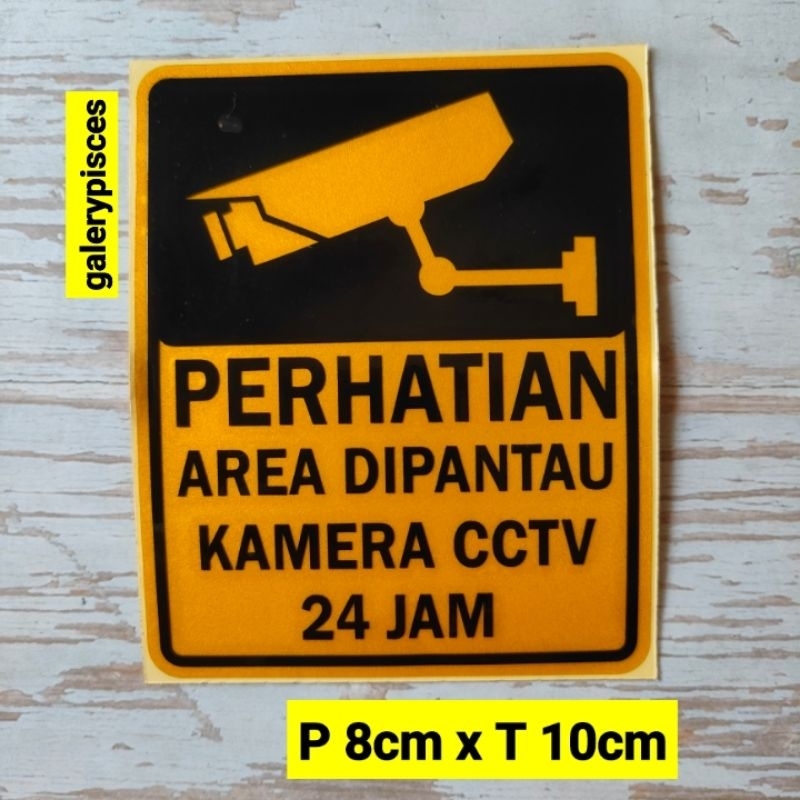 galerypisces
PERHATIAN
AREA DIPANTAU
KAMERA CCTV
24 JAM
P 8cm x T 10cm